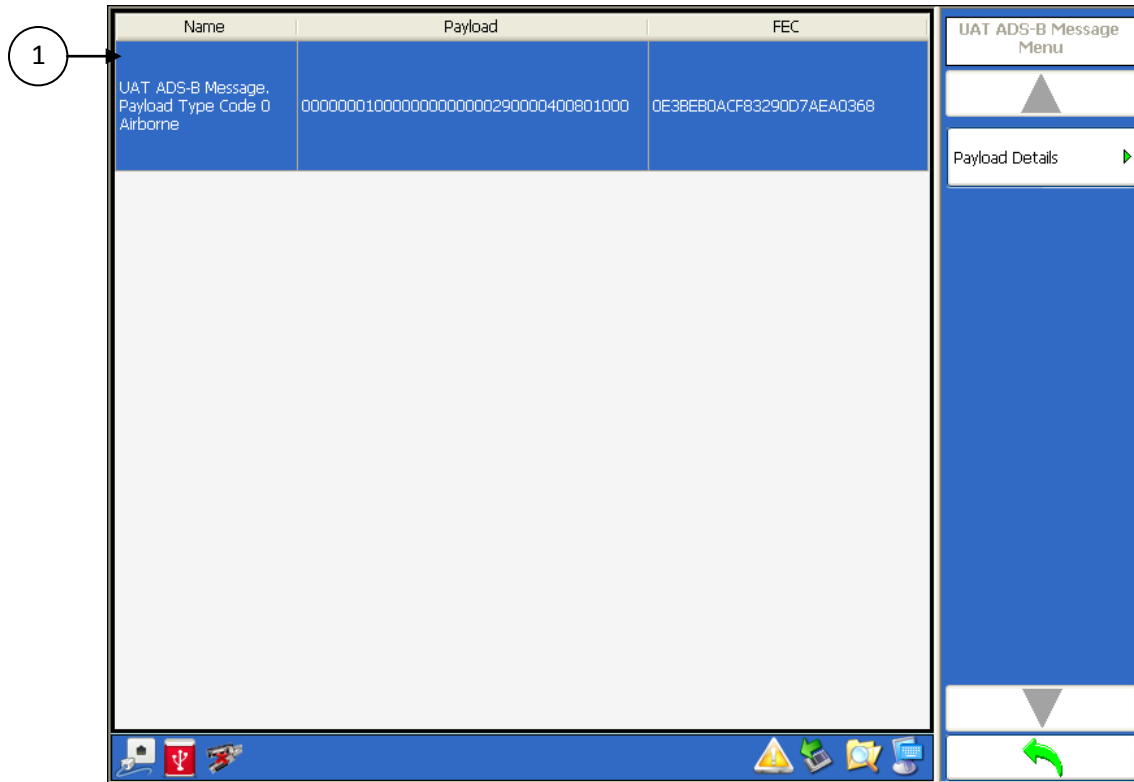 1
Name Payload FEC
UAT ADS-B Message.
Payload Type Code 0
Airborne
000000010000000000000290000400801000
0E3BEB0ACF83290D7AEA0368
UAT ADS-B Message
Menu
Payload Details